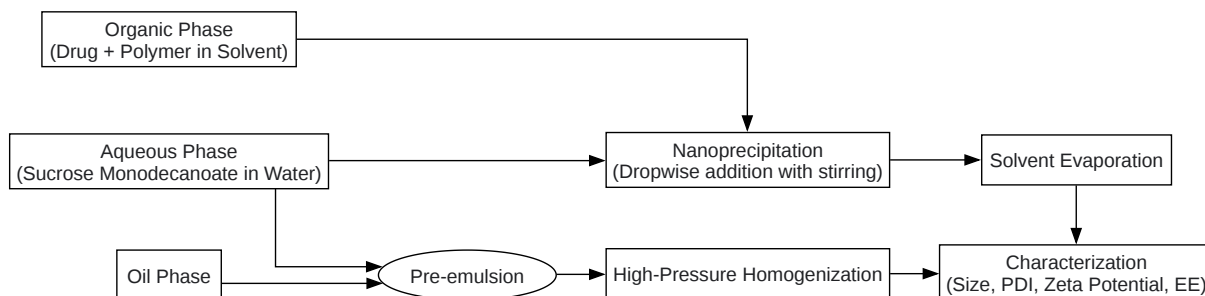 Organic Phase
(Drug + Polymer in Solvent)
Aqueous Phase
(Sucrose Monodecanoate in Water)
Nanoprecipitation
(Dropwise addition with stirring)
Solvent Evaporation
Oil Phase
Pre-emulsion
High-Pressure Homogenization
Characterization
(Size, PDI, Zeta Potential, EE)